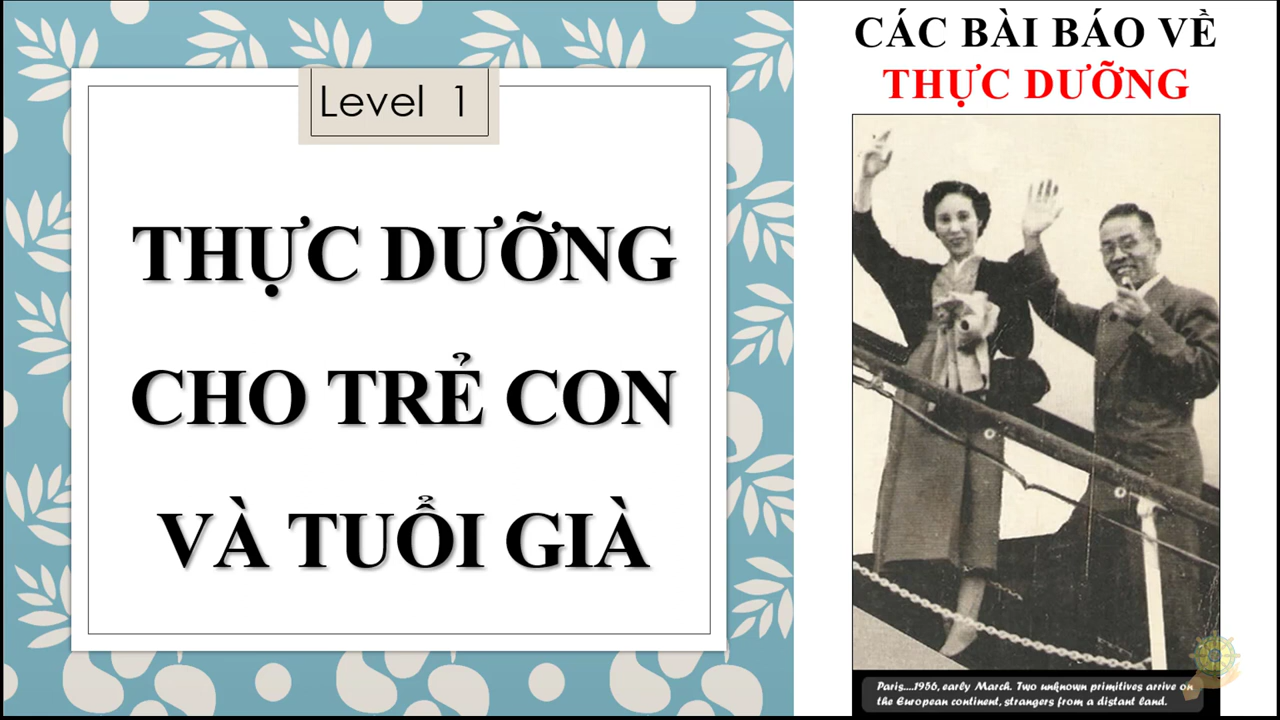 Level 1
THỰC DƯỠNG
CHO TRẺ CON
VÀ TUỔI GIÀ
CÁC BÀI BÁO VỀ
THỰC DƯỠNG
Paris....1956, early March. Two unknown primitives arrive on
the European continent, strangers from a distant land.